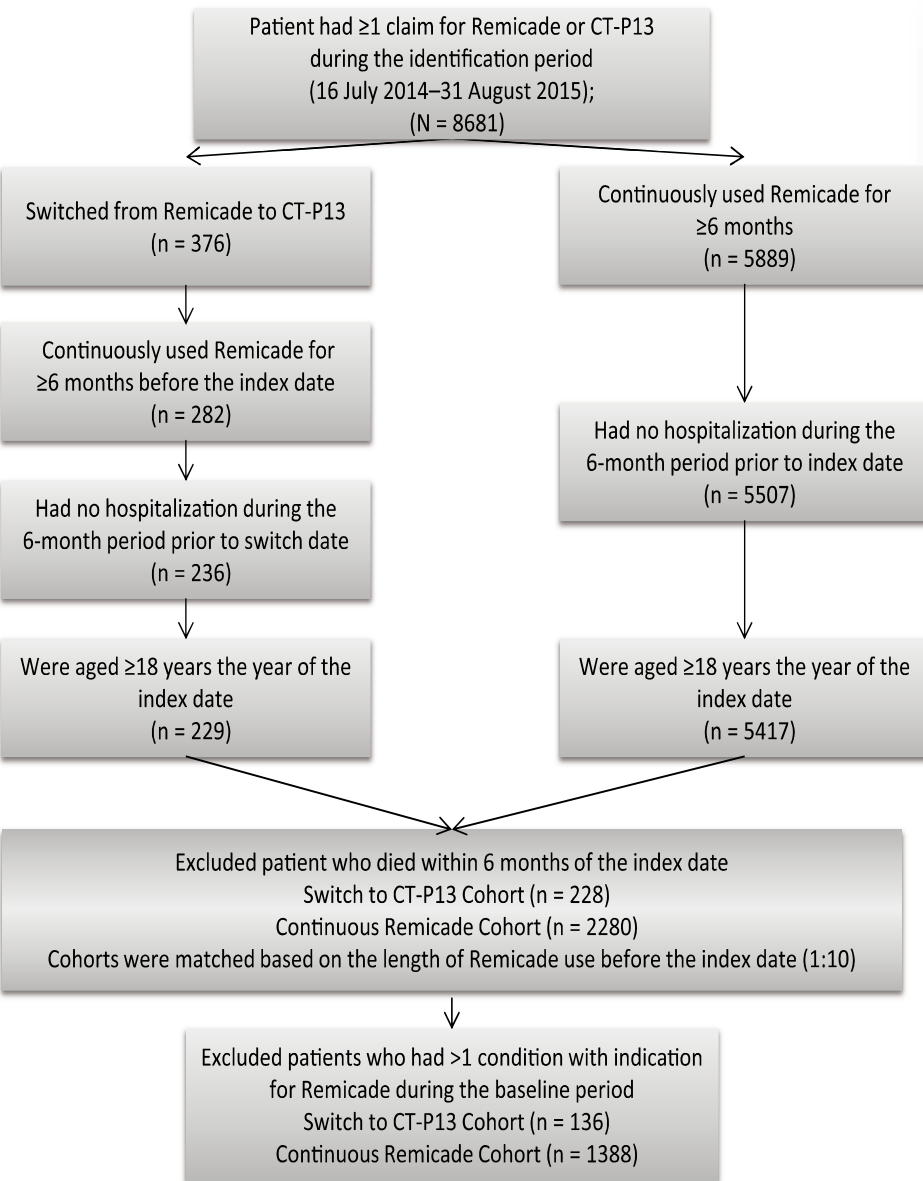 Patient had ≥1 claim for Remicade or CT-P13
during the identification period
(16 July 2014–31 August 2015);
(N = 8681)
Switched from Remicade to CT-P13
(n = 376)
Continuously used Remicade for
≥6 months
(n = 5889)
Continuously used Remicade for
≥6 months before the index date
(n = 282)
Had no hospitalization during the
6-month period prior to index date
(n = 5507)
Had no hospitalization during the
6-month period prior to switch date
(n = 236)
Were aged ≥18 years the year of the
index date
(n = 229)
Were aged ≥18 years the year of the
index date
(n = 5417)
Excluded patient who died within 6 months of the index date
Switch to CT-P13 Cohort (n = 228)
Continuous Remicade Cohort (n = 2280)
Cohorts were matched based on the length of Remicade use before the index date (1:10)
Excluded patients who had >1 condition with indication
for Remicade during the baseline period
Switch to CT-P13 Cohort (n = 136)
Continuous Remicade Cohort (n = 1388)